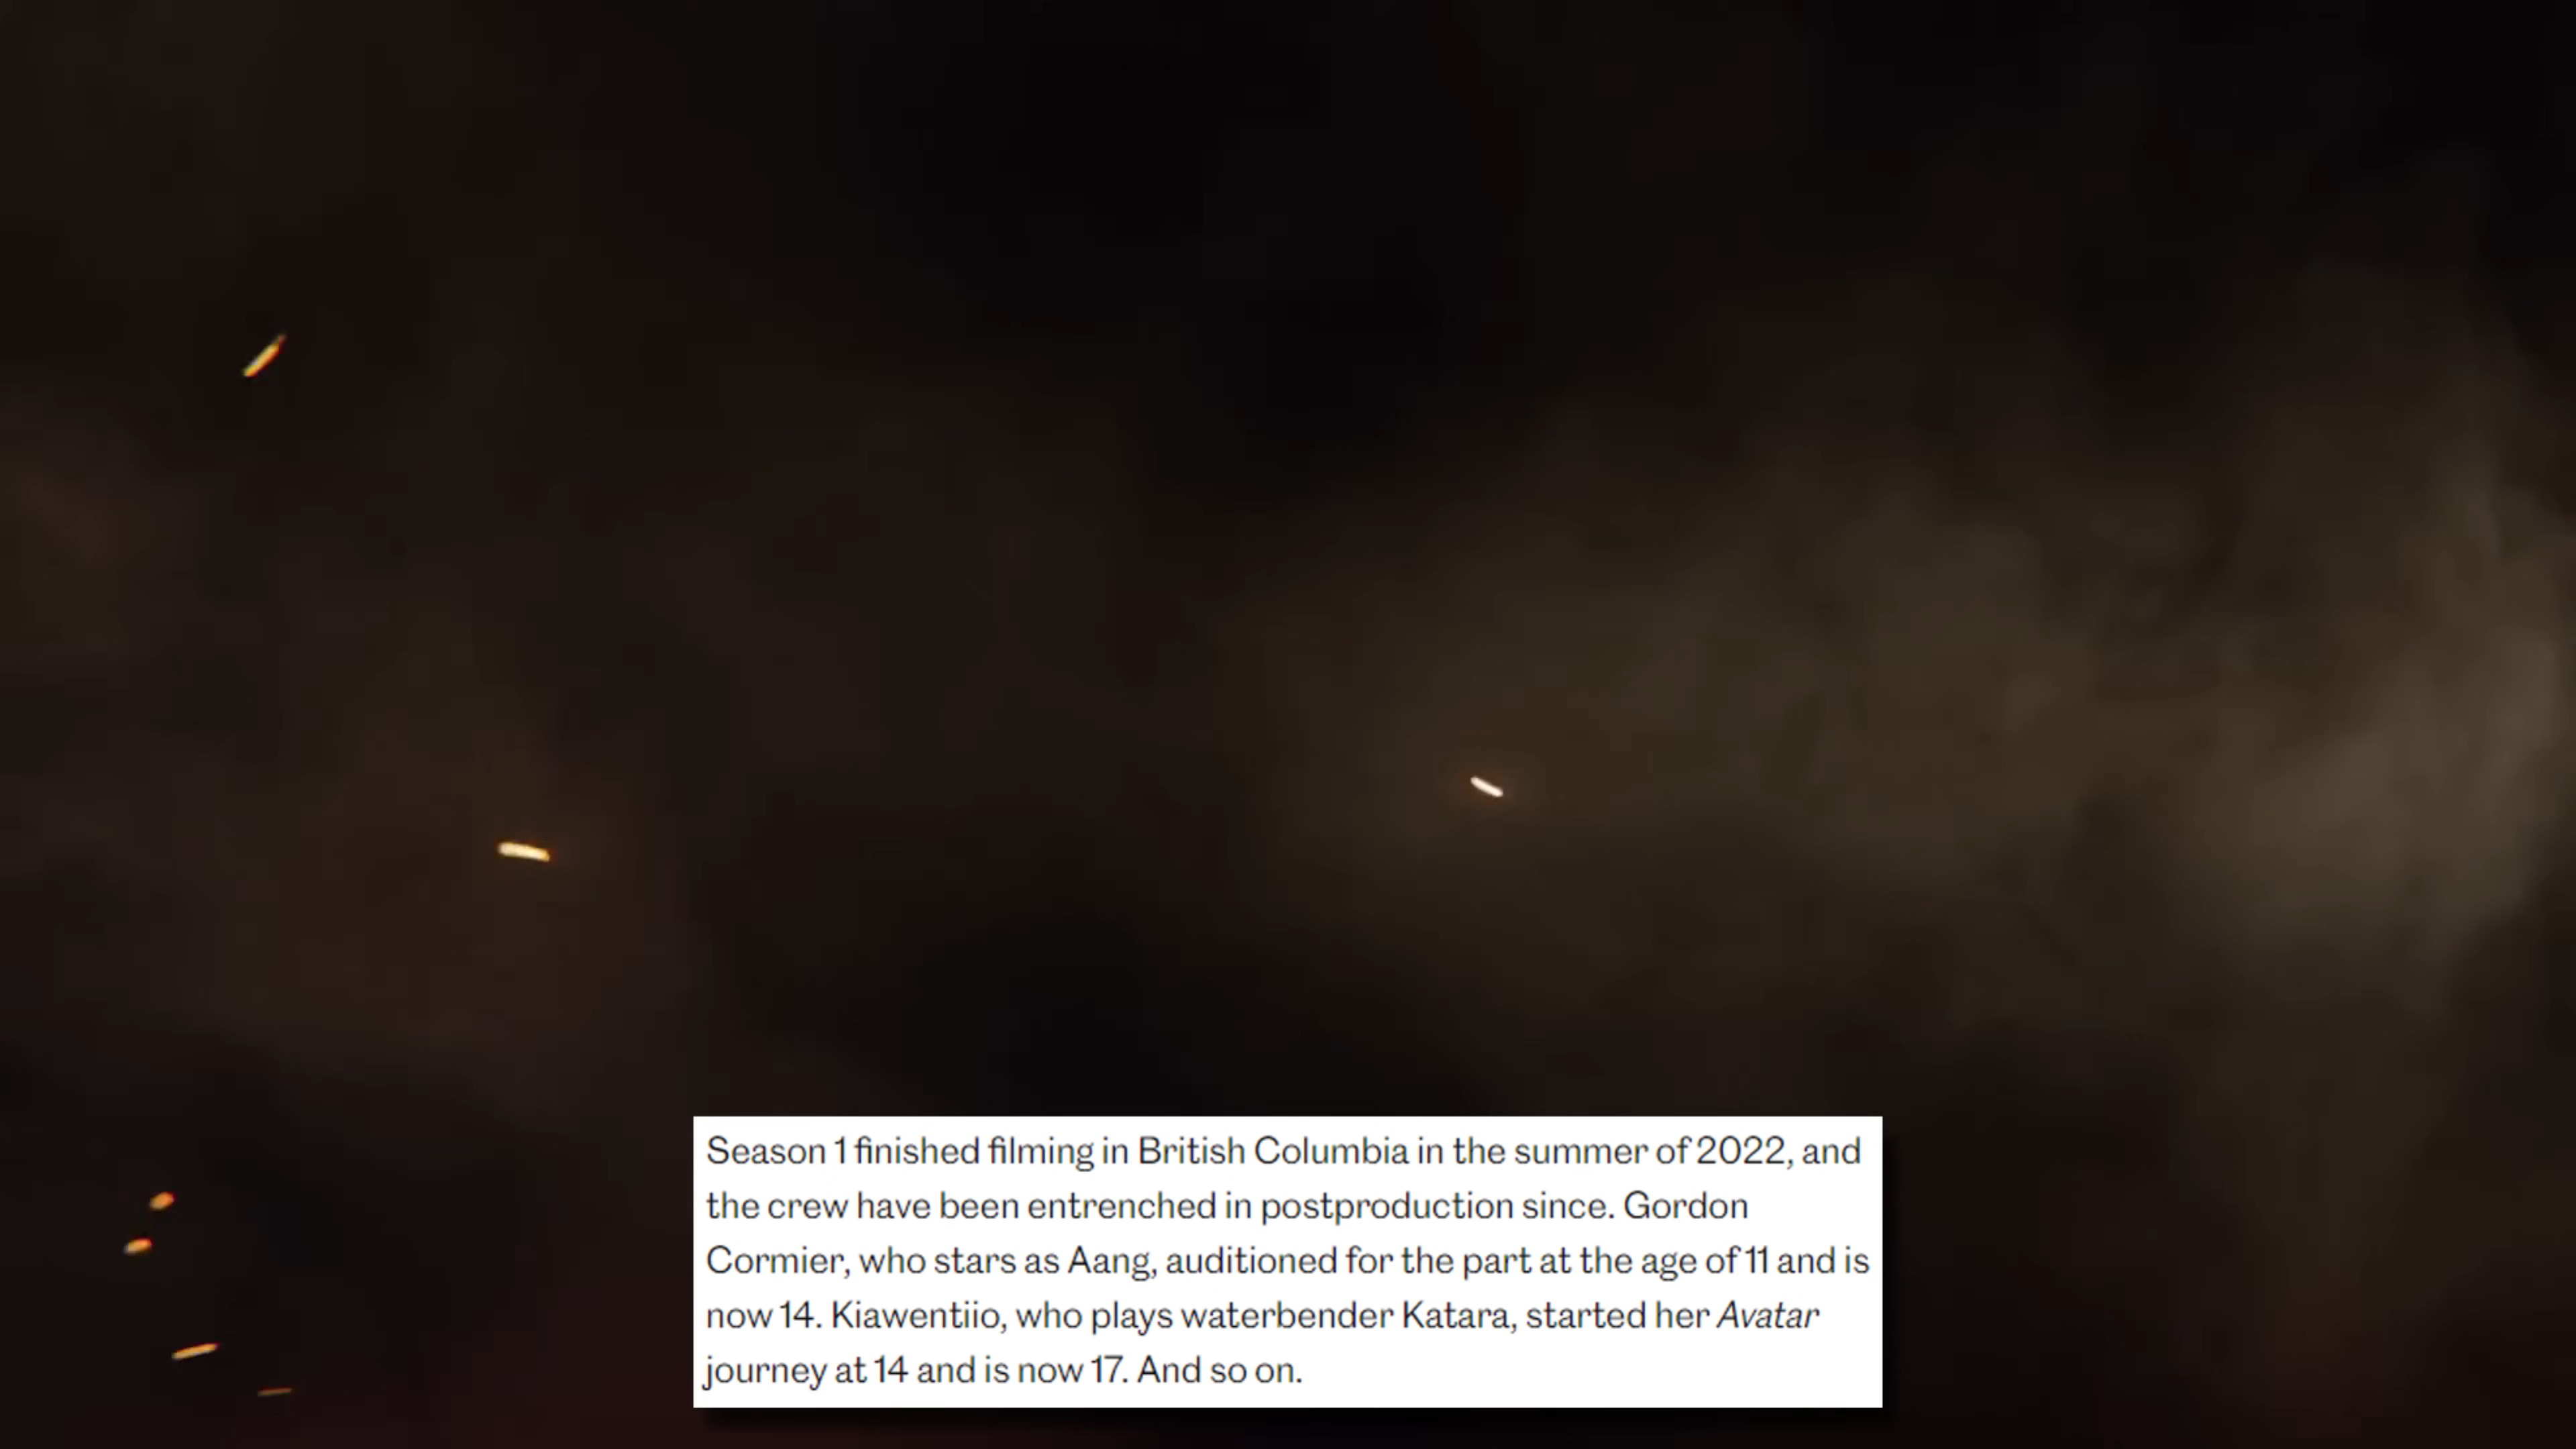 Season 1 finished filming in British Columbia in the summer of 2022, and
the crew have been entrenched in postproduction since. Gordon
Cormier, who stars as Aang, auditioned for the part at the age of 11 and is
now 14. Kiawentiio, who plays waterbender Katara, started her Avatar
journey at 14 and is now 17. And so on.